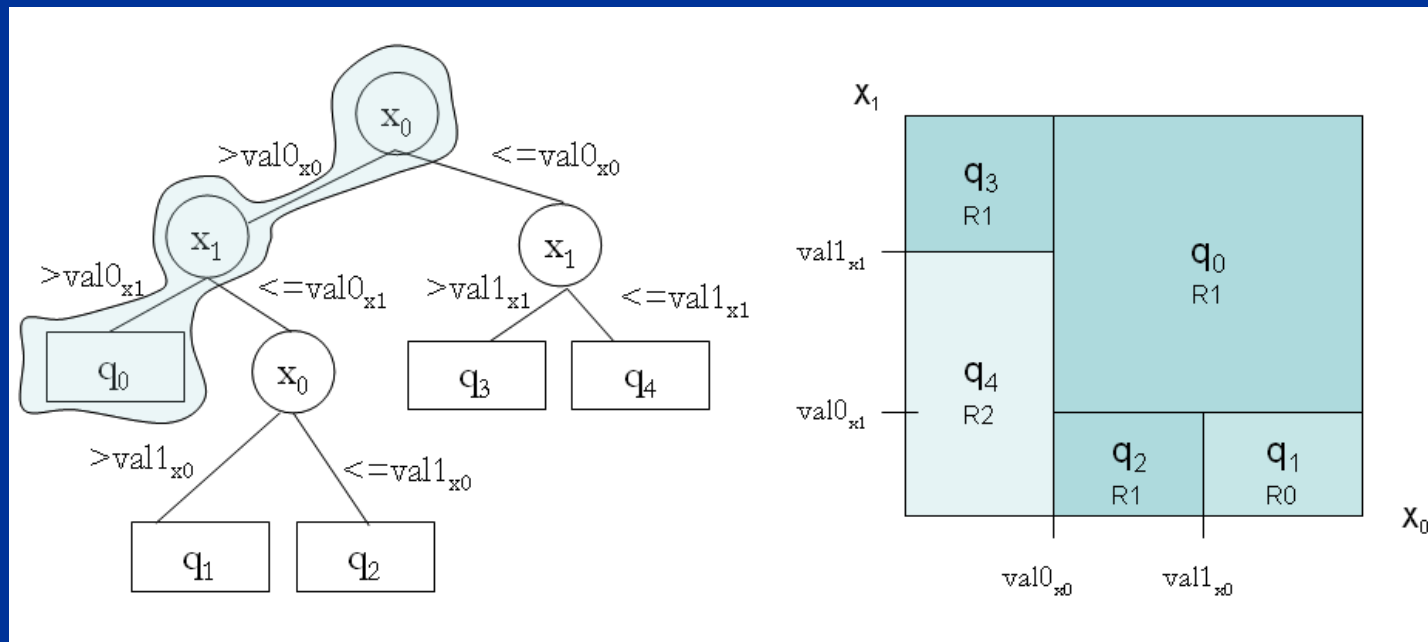 x₀
>val0ₓ₀
<=val0ₓ₀
x₁
x₁
>val0ₓ₁
<=val0ₓ₁
>val1ₓ₁
<=val1ₓ₁
q₀
x₀
q₃
q₄
>val1ₓ₀
<=val1ₓ₀
q₁
q₂
X₁
q₃
R1
val1ₓ₁
q₀
R1
q₄
R2
val0ₓ₁
q₂
R1
q₁
R0
X₀
val0ₓ₀
val1ₓ₀